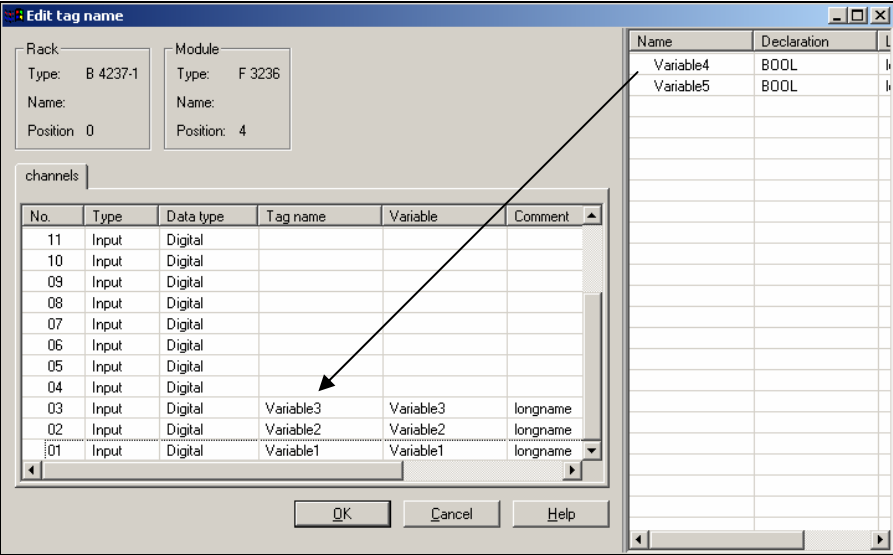 Edit tag name
Rack
Type: B 4237-1
Name:
Position 0
Module
Type: F 3236
Name:
Position: 4
channels
No. Type Data type Tag name Variable Comment
11 Input Digital
10 Input Digital
09 Input Digital
08 Input Digital
07 Input Digital
06 Input Digital
05 Input Digital
04 Input Digital
03 Input Digital Variable3 Variable3 longname
02 Input Digital Variable2 Variable2 longname
01 Input Digital Variable1 Variable1 longname
OK Cancel Help
Name Declaration L
Variable4 BOOL
Variable5 BOOL